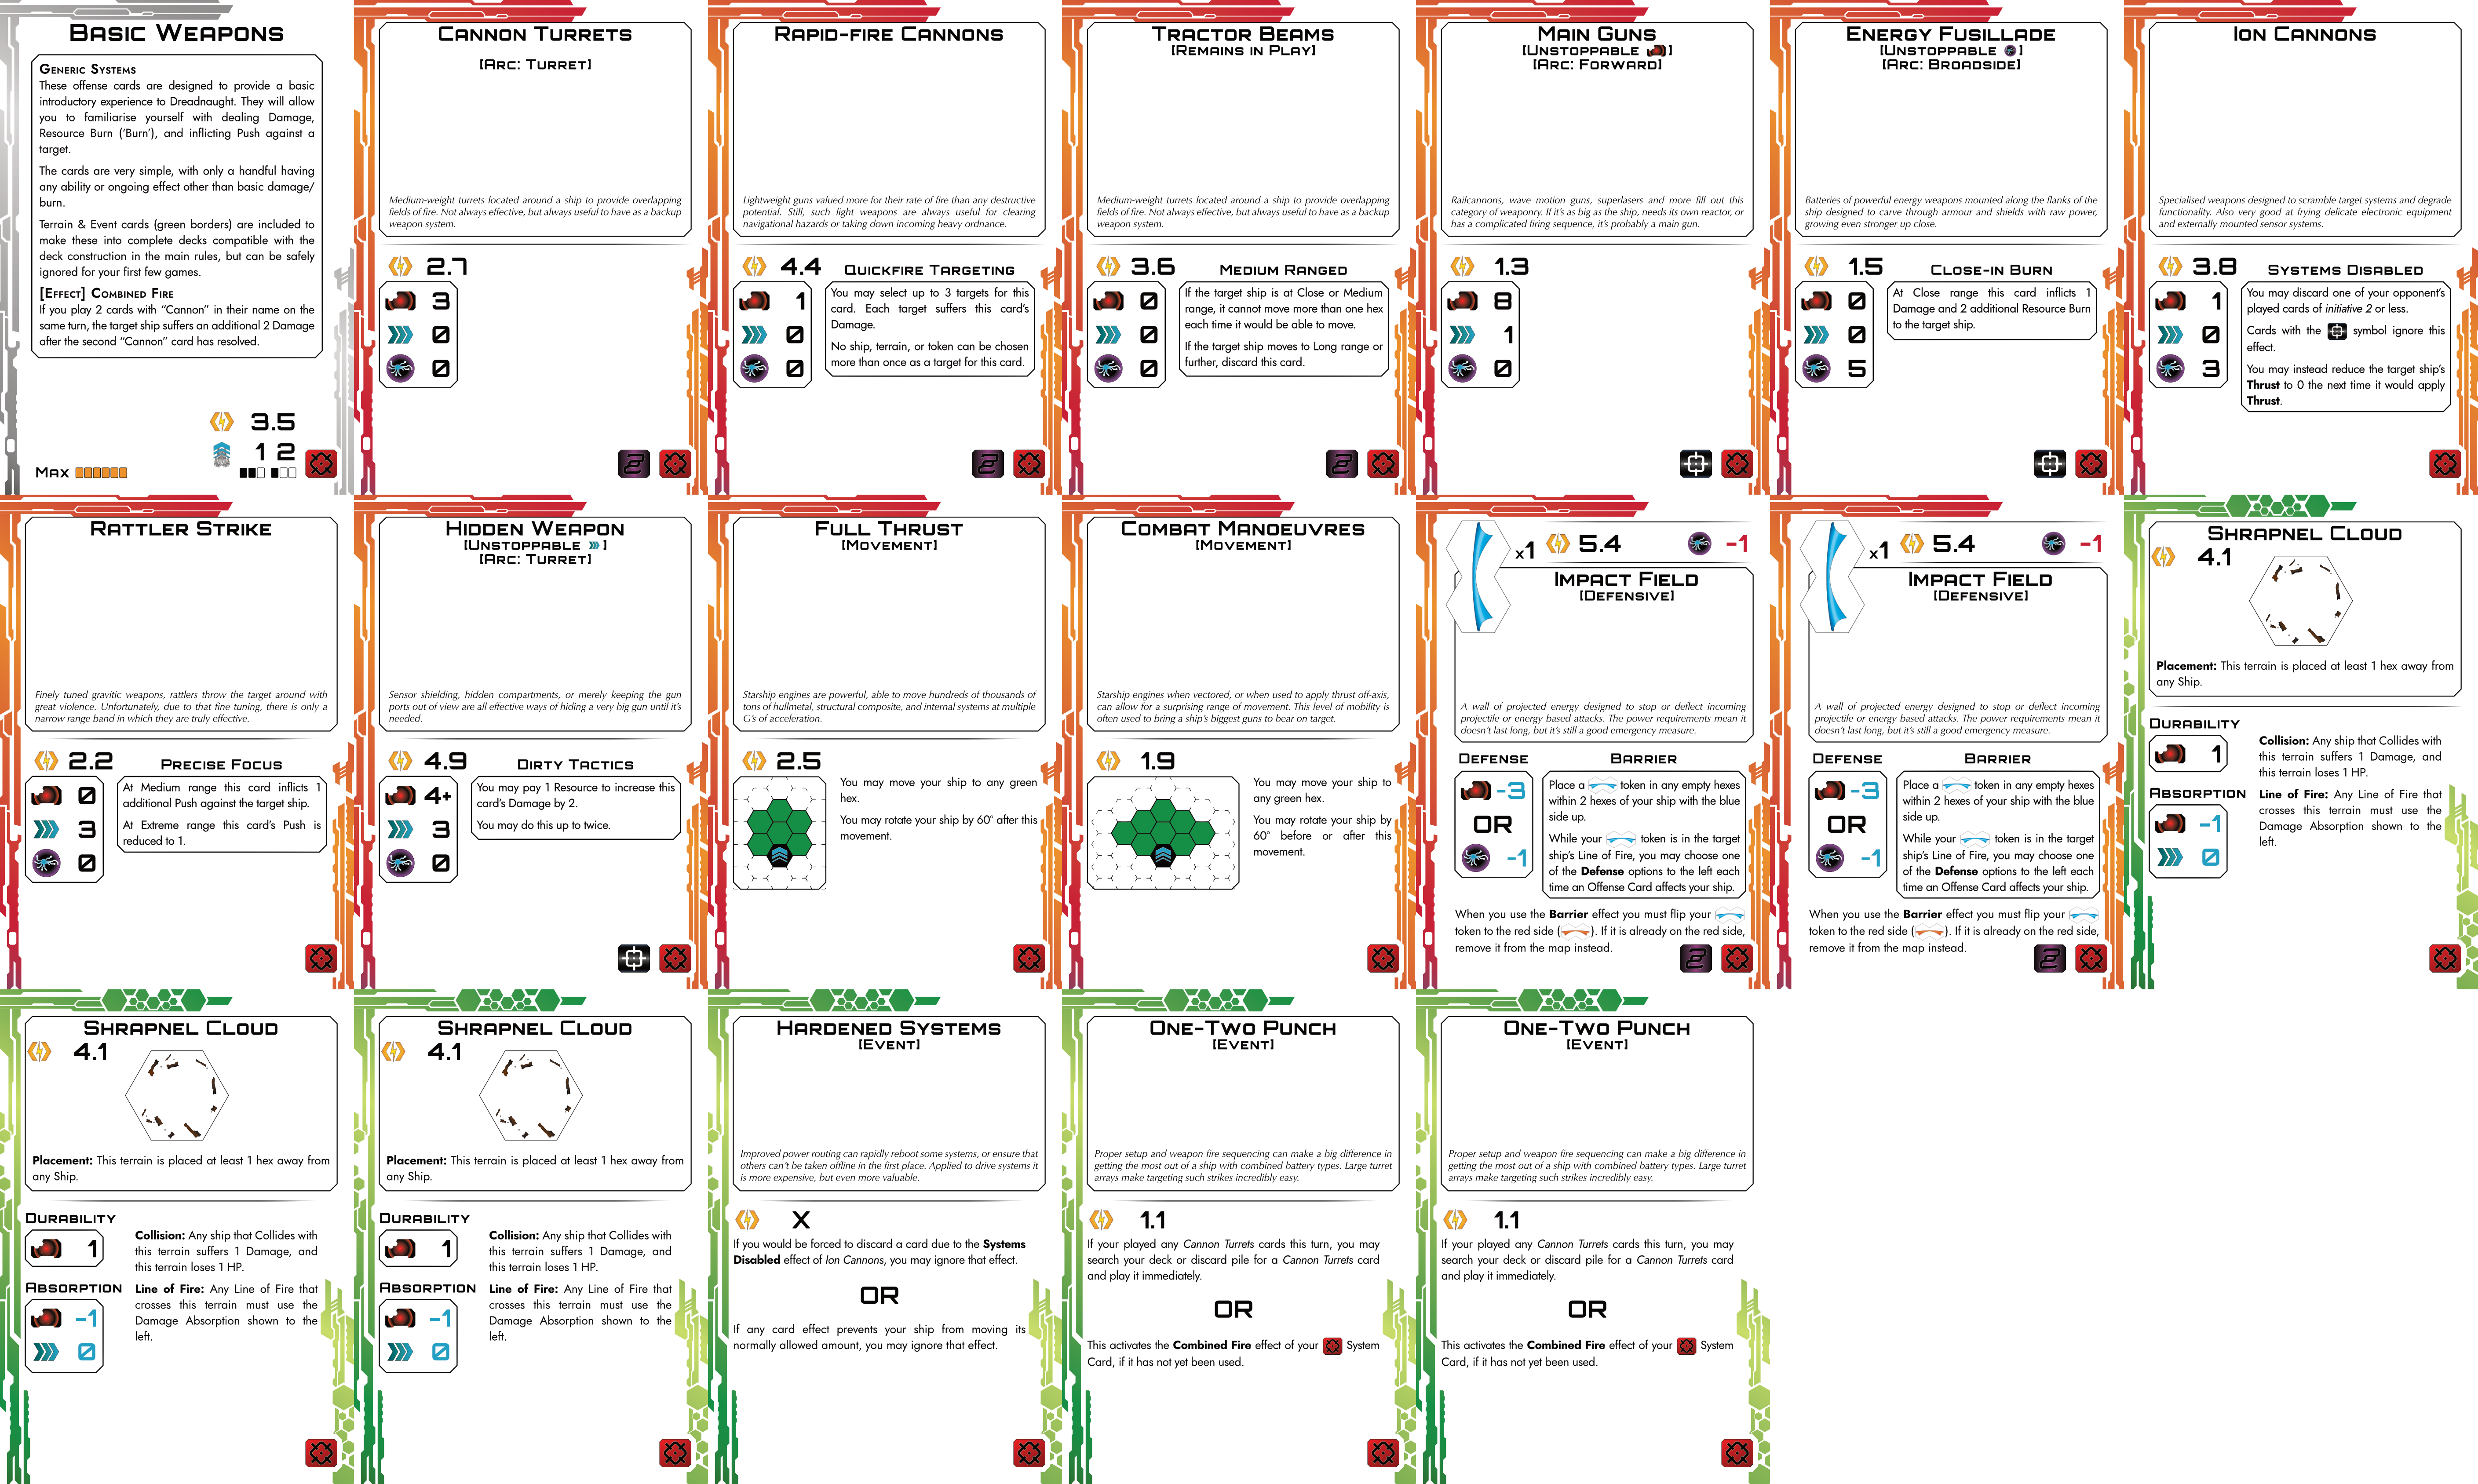 BASIC WEAPONS
GENERIC SYSTEMS
These offense cards are designed to provide a basic
introductory experience to Dreadnaught. They will allow
you to familiarise yourself with dealing Damage,
Resource Burn ('Burn'), and inflicting Push against a
target.
The cards are very simple, with only a handful having
any ability or ongoing effect other than basic damage/
burn.
Terrain & Event cards (green borders) are included to
make these into complete decks compatible with the
deck construction in the main rules, but can be safely
ignored for your first few games.
[EFFECT] COMBINED FIRE
If you play 2 cards with "Cannon" in their name on the
same turn, the target ship suffers an additional 2 Damage
after the second "Cannon" card has resolved.
3.5
1 2
MAX
CANNON TURRETS
[ARC: TURRET]
Medium-weight turrets located around a ship to provide overlapping
fields of fire. Not always effective, but always useful to have as a backup
weapon system.
2.7
3
0
0
2
RAPID-FIRE CANNONS
Lightweight guns valued more for their rate of fire than any destructive
potential. Still, such light weapons are always useful for clearing
navigational hazards or taking down incoming heavy ordnance.
4.4
QUICKFIRE TARGETING
1
0
0
You may select up to 3 targets for this
card. Each target suffers this card's
Damage.
No ship, terrain, or token can be chosen
more than once as a target for this card.
2
TRACTOR BEAMS
[REMAINS IN PLAY]
Medium-weight turrets located around a ship to provide overlapping
fields of fire. Not always effective, but always useful to have as a backup
weapon system.
3.6
MEDIUM RANGED
0
0
0
If the target ship is at Close or Medium
range, it cannot move more than one hex
each time it would be able to move.
If the target ship moves to Long range or
further, discard this card.
2
MAIN GUNS
[UNSTOPPABLE ]
[ARC: FORWARD]
Railcannons, wave motion guns, superlasers and more fill out this
category of weaponry. If it's as big as the ship, needs its own reactor, or
has a complicated firing sequence, it's probably a main gun.
1.3
8
1
0
ENERGY FUSILLADE
[UNSTOPPABLE ]
[ARC: BROADSIDE]
Batteries of powerful energy weapons mounted along the flanks of the
ship designed to carve through armour and shields with raw power,
growing even stronger up close.
1.5
CLOSE-IN BURN
0
0
5
At Close range this card inflicts 1
Damage and 2 additional Resource Burn
to the target ship.
ION CANNONS
Specialised weapons designed to scramble target systems and degrade
functionality. Also very good at frying delicate electronic equipment
and externally mounted sensor systems.
3.8
SYSTEMS DISABLED
1
0
3
You may discard one of your opponent's
played cards of initiative 2 or less.
Cards with the symbol ignore this
effect.
You may instead reduce the target ship's
Thrust to 0 the next time it would apply
Thrust.
RATTLER STRIKE
Finely tuned gravitic weapons, rattlers throw the target around with
great violence. Unfortunately, due to that fine tuning, there is only a
narrow range band in which they are truly effective.
2.2
PRECISE FOCUS
0
3
0
At Medium range this card inflicts 1
additional Push against the target ship.
At Extreme range this card's Push is
reduced to 1.
HIDDEN WEAPON
[UNSTOPPABLE ]
[ARC: TURRET]
Sensor shielding, hidden compartments, or merely keeping the gun
ports out of view are all effective ways of hiding a very big gun until it's
needed.
4.9
DIRTY TACTICS
4+
3
0
You may pay 1 Resource to increase this
card's Damage by 2.
You may do this up to twice.
FULL THRUST
[MOVEMENT]
Starship engines are powerful, able to move hundreds of thousands of
tons of hullmetal, structural composite, and internal systems at multiple
G's of acceleration.
2.5
You may move your ship to any green
hex.
You may rotate your ship by 60° after this
movement.
COMBAT MANOEUVRES
[MOVEMENT]
Starship engines when vectored, or when used to apply thrust off-axis,
can allow for a surprising range of movement. This level of mobility is
often used to bring a ship's biggest guns to bear on target.
1.9
You may move your ship to
any green hex.
You may rotate your ship by
60° before or after this
movement.
x1
5.4
-1
IMPACT FIELD
[DEFENSIVE]
A wall of projected energy designed to stop or deflect incoming
projectile or energy based attacks. The power requirements mean it
doesn't last long, but it's still a good emergency measure.
DEFENSE
BARRIER
-3
OR
-1
Place a token in any empty hexes
within 2 hexes of your ship with the blue
side up.
While your token is in the target
ship's Line of Fire, you may choose one
of the Defense options to the left each
time an Offense Card affects your ship.
When you use the Barrier effect you must flip your
token to the red side ( ). If it is already on the red side,
remove it from the map instead.
2
x1
5.4
-1
IMPACT FIELD
[DEFENSIVE]
A wall of projected energy designed to stop or deflect incoming
projectile or energy based attacks. The power requirements mean it
doesn't last long, but it's still a good emergency measure.
DEFENSE
BARRIER
-3
OR
-1
Place a token in any empty hexes
within 2 hexes of your ship with the blue
side up.
While your token is in the target
ship's Line of Fire, you may choose one
of the Defense options to the left each
time an Offense Card affects your ship.
When you use the Barrier effect you must flip your
token to the red side ( ). If it is already on the red side,
remove it from the map instead.
2
SHRAPNEL CLOUD
4.1
Placement: This terrain is placed at least 1 hex away from
any Ship.
DURABILITY
1
ABSORPTION
-1
0
Collision: Any ship that Collides with
this terrain suffers 1 Damage, and
this terrain loses 1 HP.
Line of Fire: Any Line of Fire that
crosses this terrain must use the
Damage Absorption shown to the
left.
SHRAPNEL CLOUD
4.1
Placement: This terrain is placed at least 1 hex away from
any Ship.
DURABILITY
1
ABSORPTION
-1
0
Collision: Any ship that Collides with
this terrain suffers 1 Damage, and
this terrain loses 1 HP.
Line of Fire: Any Line of Fire that
crosses this terrain must use the
Damage Absorption shown to the
left.
SHRAPNEL CLOUD
4.1
Placement: This terrain is placed at least 1 hex away from
any Ship.
DURABILITY
1
ABSORPTION
-1
0
Collision: Any ship that Collides with
this terrain suffers 1 Damage, and
this terrain loses 1 HP.
Line of Fire: Any Line of Fire that
crosses this terrain must use the
Damage Absorption shown to the
left.
HARDENED SYSTEMS
[EVENT]
Improved power routing can rapidly reboot some systems, or ensure that
others can't be taken offline in the first place. Applied to drive systems it
is more expensive, but even more valuable.
X
If you would be forced to discard a card due to the Systems
Disabled effect of Ion Cannons, you may ignore that effect.
OR
If any card effect prevents your ship from moving its
normally allowed amount, you may ignore that effect.
ONE-TWO PUNCH
[EVENT]
Proper setup and weapon fire sequencing can make a big difference in
getting the most out of a ship with combined battery types. Large turret
arrays make targeting such strikes incredibly easy.
1.1
If your played any Cannon Turrets cards this turn, you may
search your deck or discard pile for a Cannon Turrets card
and play it immediately.
OR
This activates the Combined Fire effect of your System
Card, if it has not yet been used.
ONE-TWO PUNCH
[EVENT]
Proper setup and weapon fire sequencing can make a big difference in
getting the most out of a ship with combined battery types. Large turret
arrays make targeting such strikes incredibly easy.
1.1
If your played any Cannon Turrets cards this turn, you may
search your deck or discard pile for a Cannon Turrets card
and play it immediately.
OR
This activates the Combined Fire effect of your System
Card, if it has not yet been used.